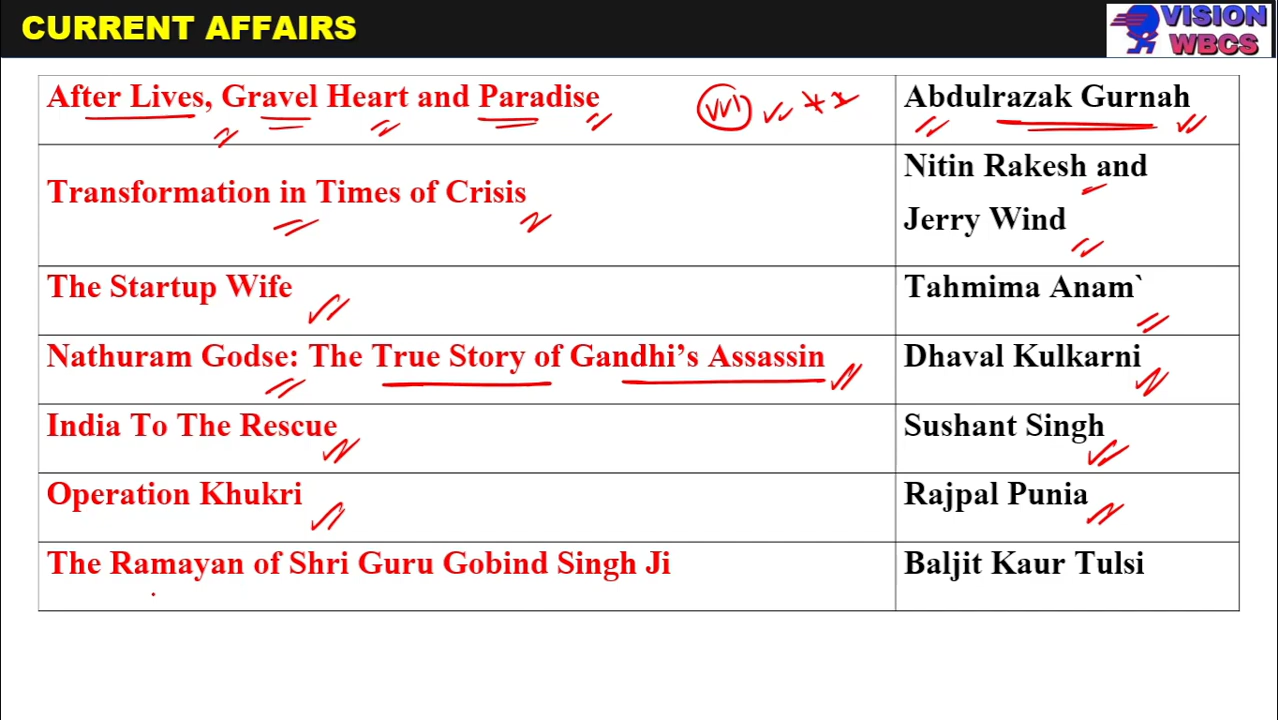 CURRENT AFFAIRS
VISION
WBCS
After Lives, Gravel Heart and Paradise
VVI
Abdulrazak Gurnah
Transformation in Times of Crisis
Nitin Rakesh and
Jerry Wind
The Startup Wife
Tahmima Anam`
Nathuram Godse: The True Story of Gandhi’s Assassin
Dhaval Kulkarni
India To The Rescue
Sushant Singh
Operation Khukri
Rajpal Punia
The Ramayan of Shri Guru Gobind Singh Ji
Baljit Kaur Tulsi